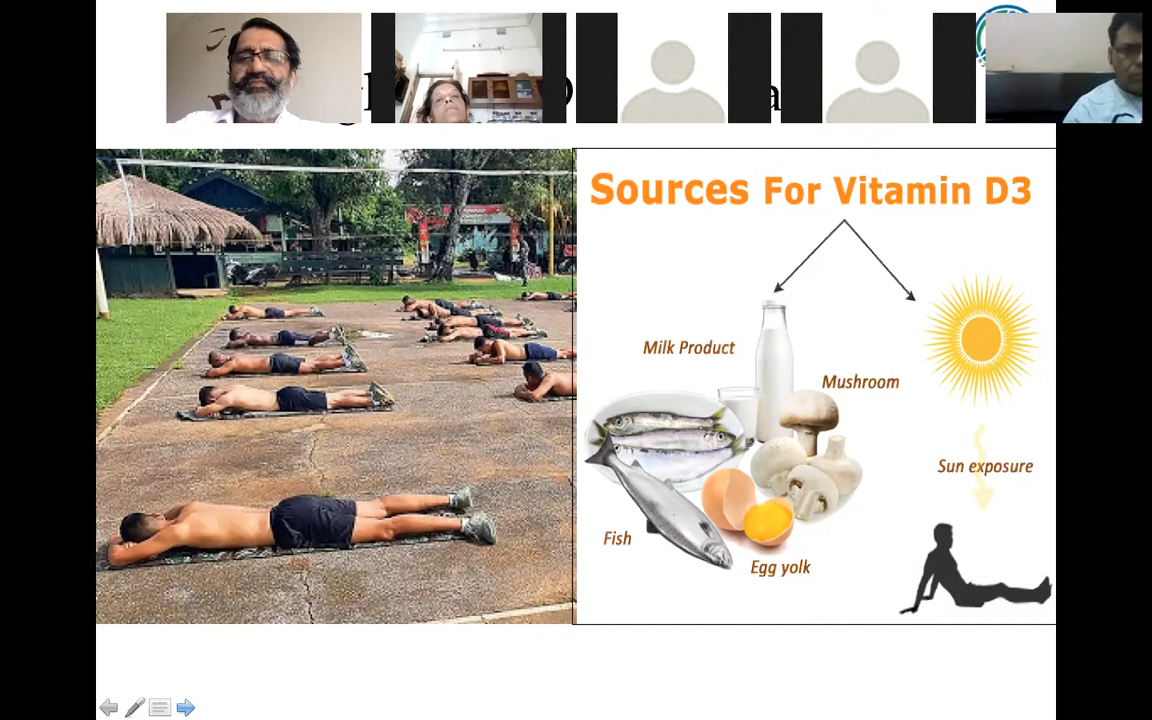 Sources For Vitamin D3
Milk Product
Mushroom
Sun exposure
Fish
Egg yolk